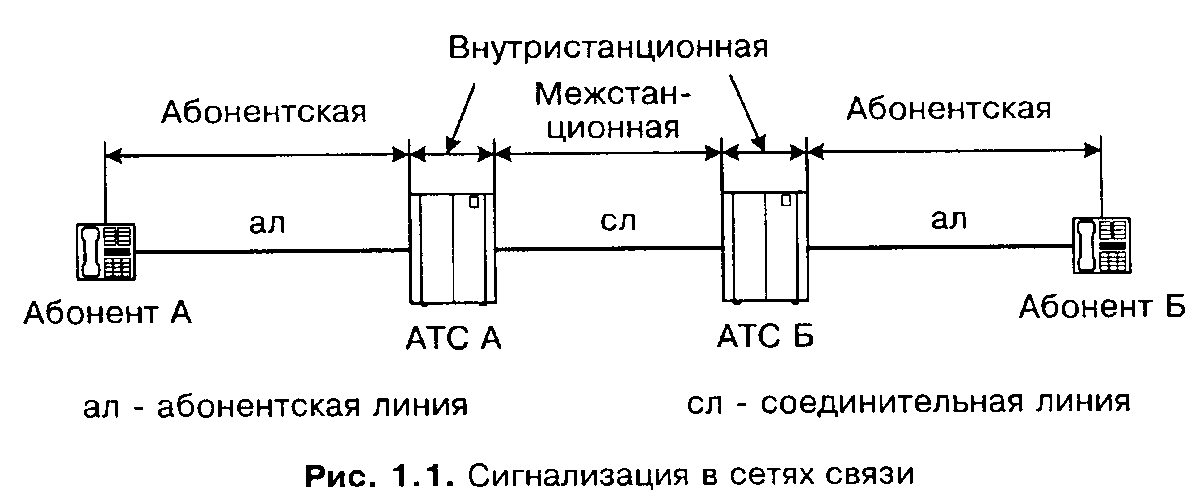 Внутристанционная
Абонентская
Межстан-
ционная
Абонентская
ал
сл
ал
Абонент А
АТС А
АТС Б
Абонент Б
ал - абонентская линия
сл - соединительная линия
Рис. 1.1. Сигнализация в сетях связи